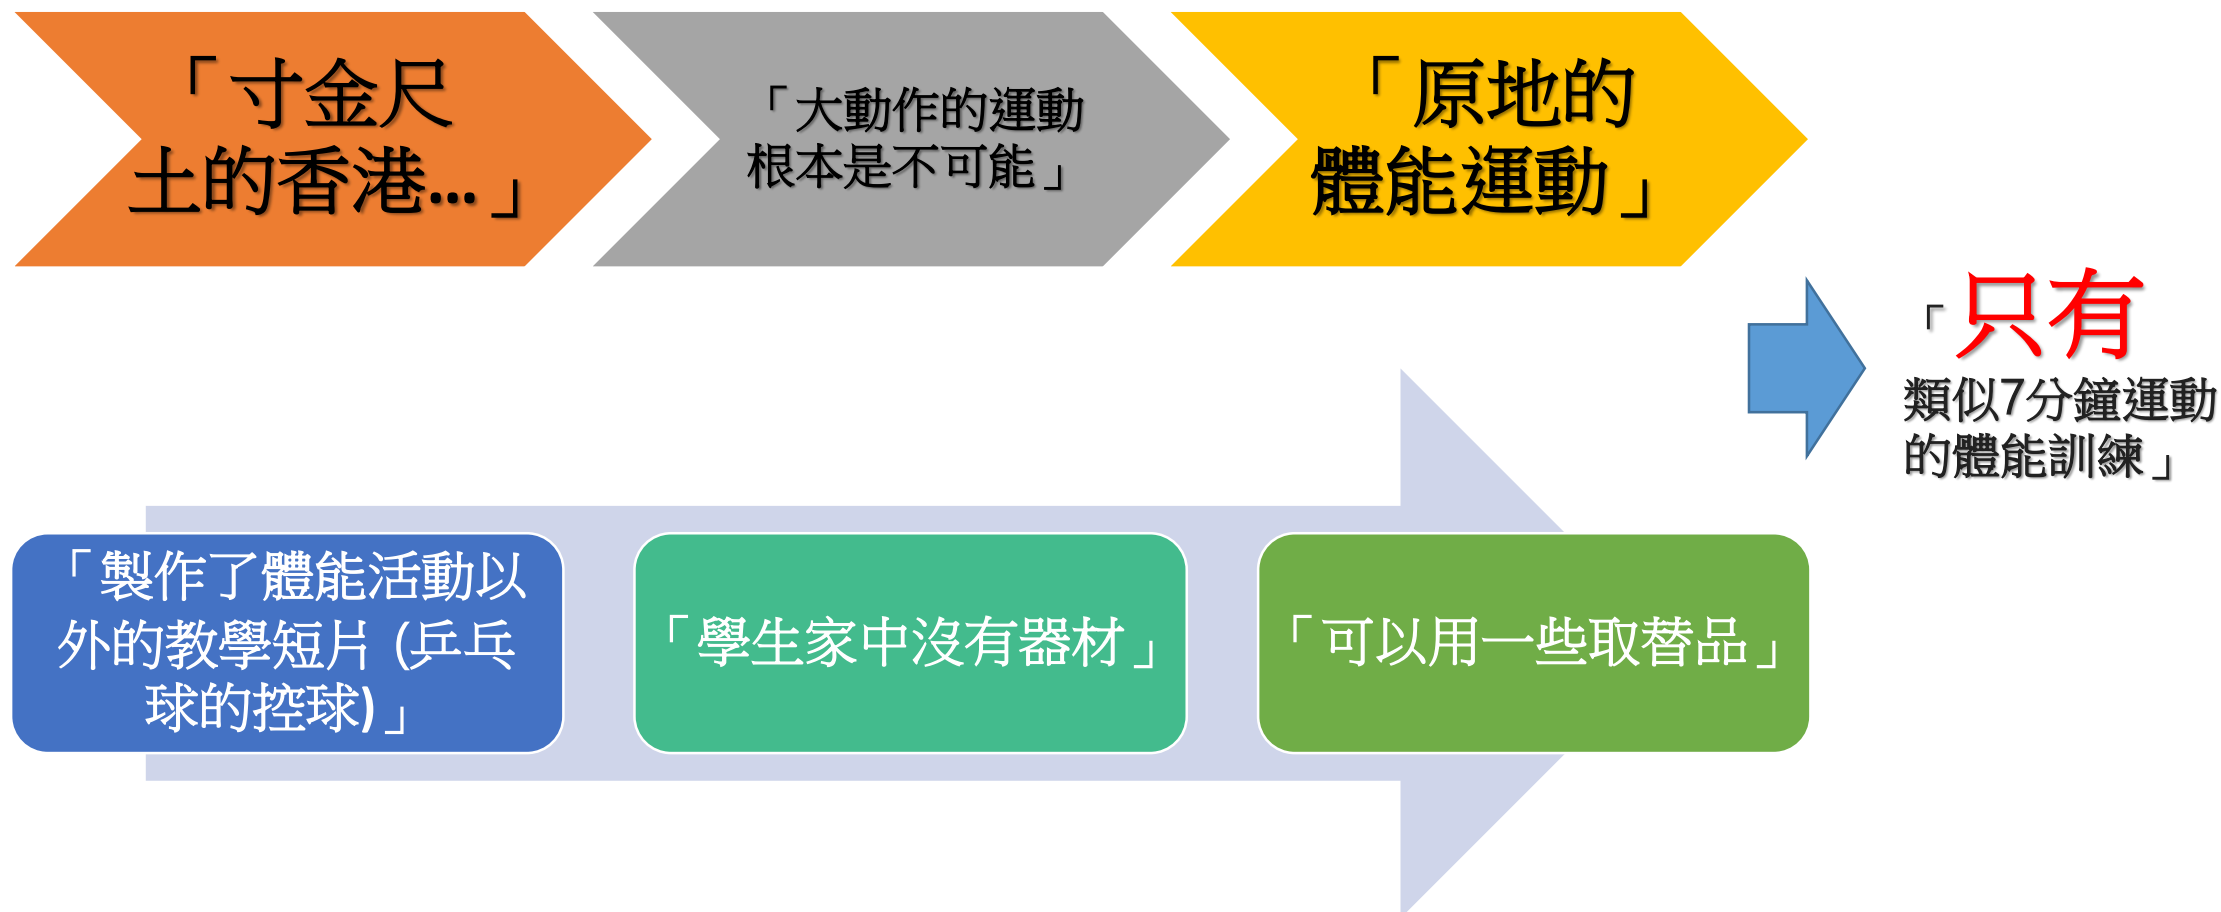 「寸金尺
土的香港...」
「大動作的運動
根本是不可能」
「原地的
體能運動」
「只有
類似7分鐘運動
的體能訓練」
「製作了體能活動以
外的教學短片 (乒乓
球的控球)」
「學生家中沒有器材」
「可以用一些取替品」